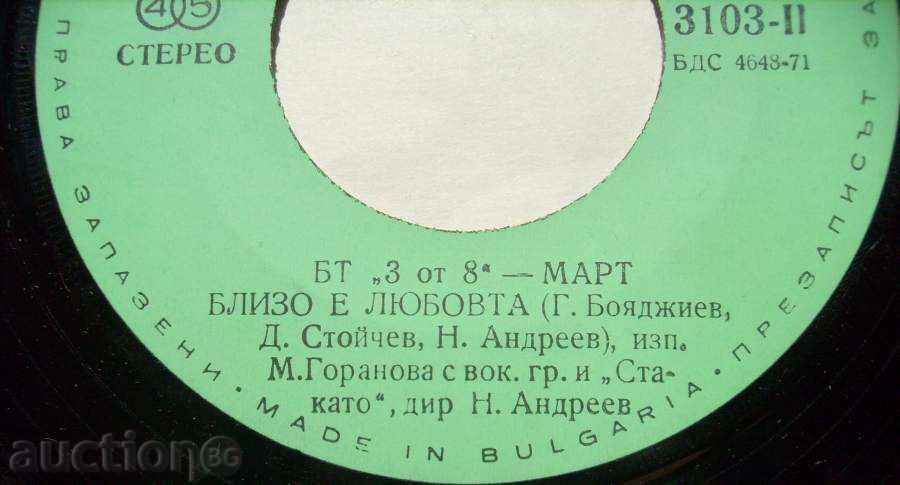 45
СТЕРЕО
3103-II
БДС 4648-71
БТ „3 от 8“ — МАРТ
БЛИЗО Е ЛЮБОВТА (Г. Бояджиев,
Д. Стойчев, Н. Андреев), изп.
М.Горанова с вок. гр. и „Ста-
като“, дир Н. Андреев
ПРАВА ЗАПАЗЕНИ · MADE IN BULGARIA · ПРЕЗАПИСЪТ ЗА
auction BG